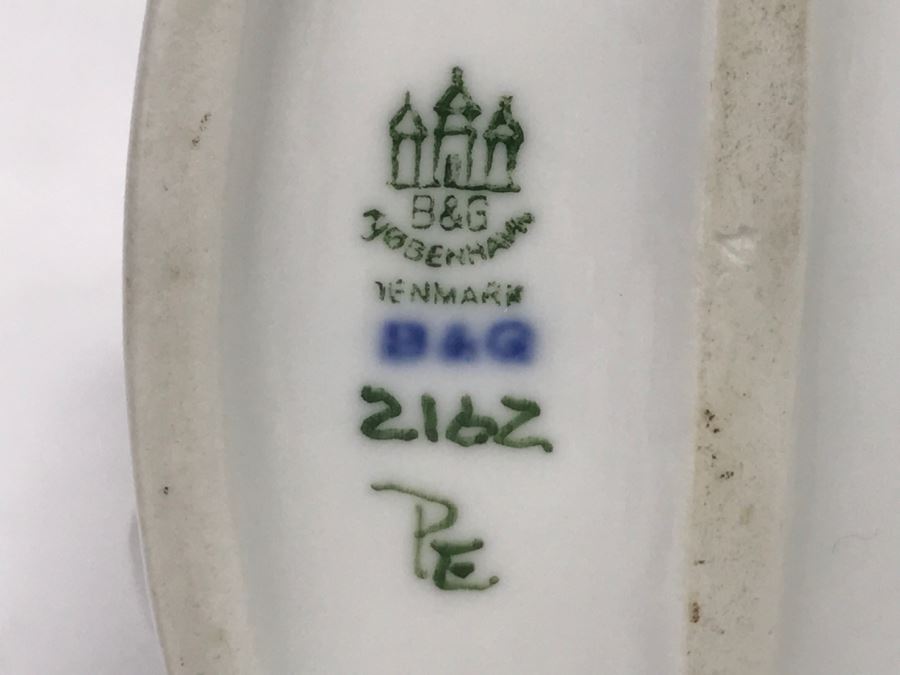 B&G
KJØBENHAVN
DENMARK
B&G
2162
PE